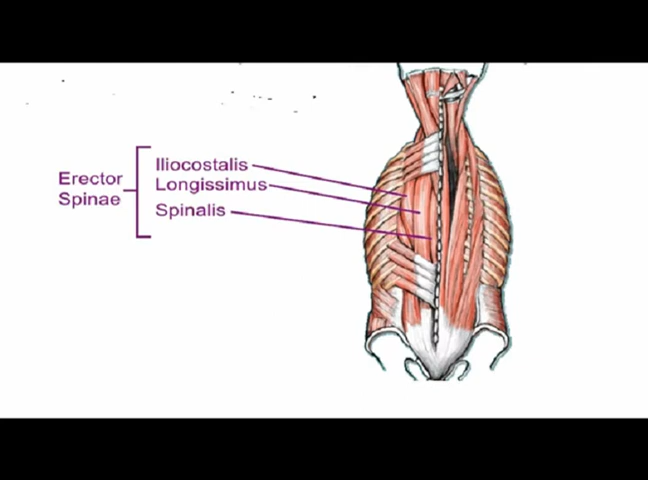 Erector
Spinae
Iliocostalis
Longissimus
Spinalis